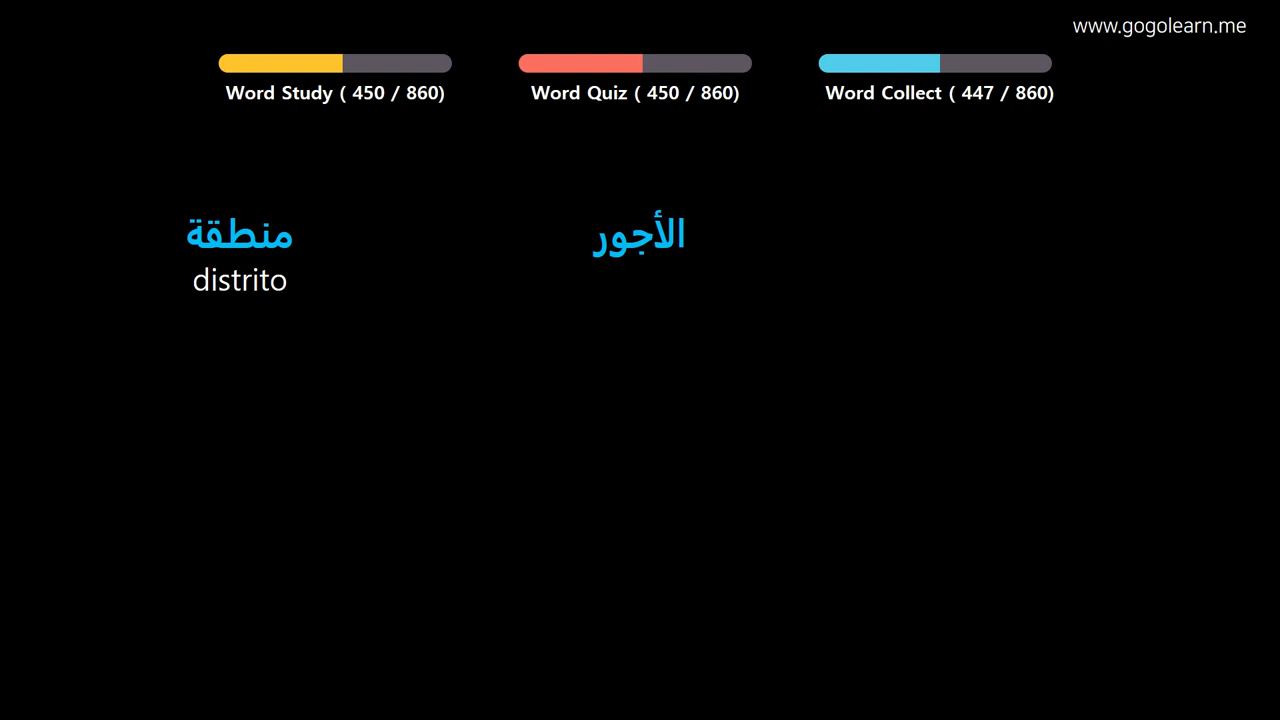 www.gogolearn.me
Word Study ( 450 / 860)
Word Quiz ( 450 / 860)
Word Collect ( 447 / 860)
منطقة
distrito
الأجور